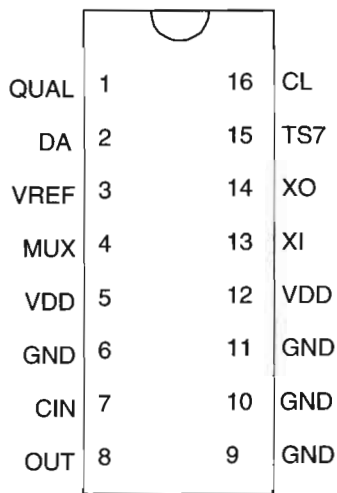 QUAL 1 16 CL
DA 2 15 TS7
VREF 3 14 XO
MUX 4 13 XI
VDD 5 12 VDD
GND 6 11 GND
CIN 7 10 GND
OUT 8 9 GND